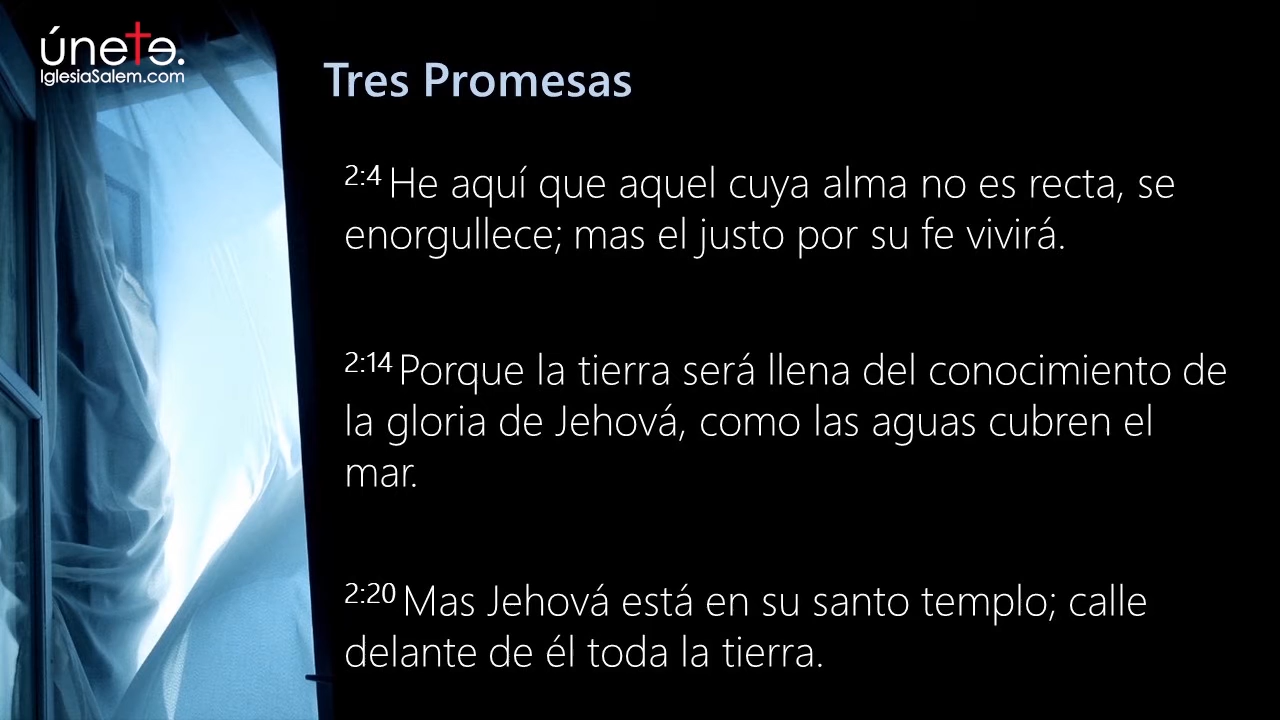 únete.
IglesiaSalem.com
Tres Promesas
2:4 He aquí que aquel cuya alma no es recta, se
enorgullece; mas el justo por su fe vivirá.
2:14 Porque la tierra será llena del conocimiento de
la gloria de Jehová, como las aguas cubren el
mar.
2:20 Mas Jehová está en su santo templo; calle
delante de él toda la tierra.